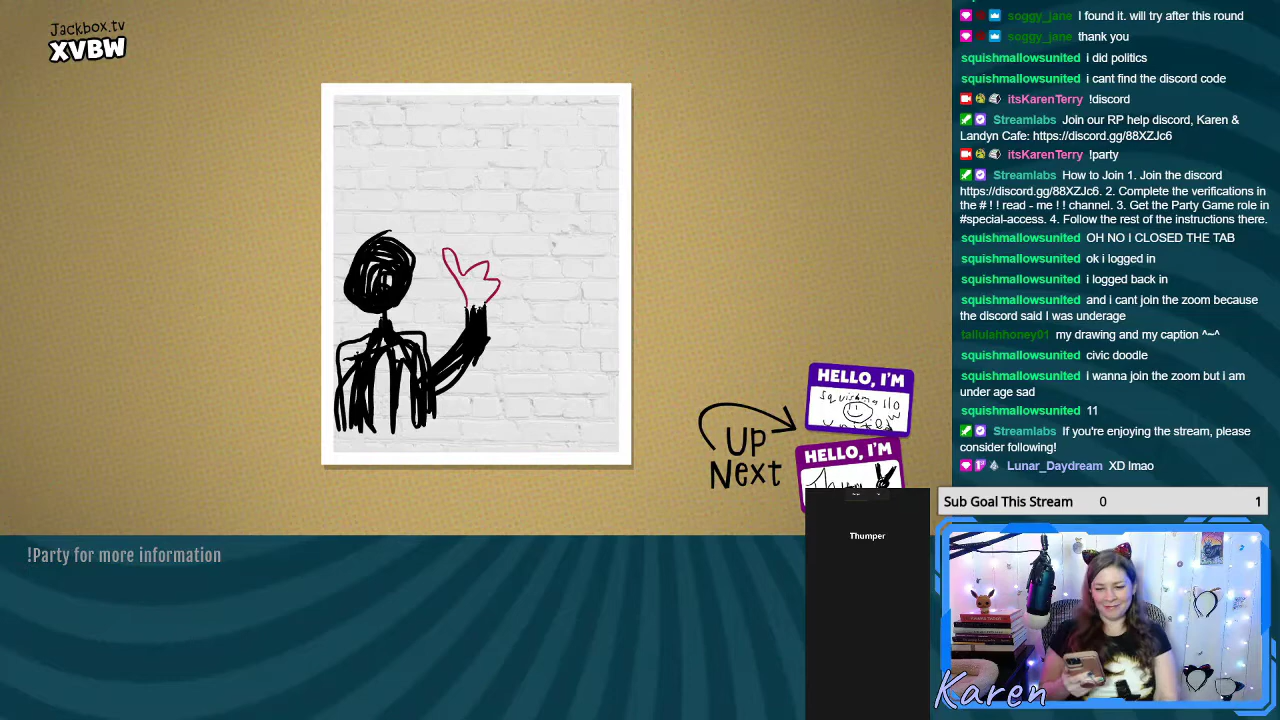 Jackbox.tv
XVBW
HELLO, I'M
Squishmallo
United
UP
Next
HELLO, I'M
Thumper
!Party for more information
soggy_jane I found it. will try after this round
soggy_jane thank you
squishmallowsunited i did politics
squishmallowsunited i cant find the discord code
itsKarenTerry !discord
Streamlabs Join our RP help discord, Karen &
Landyn Cafe: https://discord.gg/88XZJc6
itsKarenTerry !party
Streamlabs How to Join 1. Join the discord
https://discord.gg/88XZJc6. 2. Complete the verifications in
the # ! ! read - me ! ! channel. 3. Get the Party Game role in
#special-access. 4. Follow the rest of the instructions there.
squishmallowsunited OH NO I CLOSED THE TAB
squishmallowsunited ok i logged in
squishmallowsunited i logged back in
squishmallowsunited and i cant join the zoom because
the discord said I was underage
tallulahhoney01 my drawing and my caption ^~^
squishmallowsunited civic doodle
squishmallowsunited i wanna join the zoom but i am
under age sad
squishmallowsunited 11
Streamlabs If you're enjoying the stream, please
consider following!
Lunar_Daydream XD lmao
Sub Goal This Stream 0 1
Karen